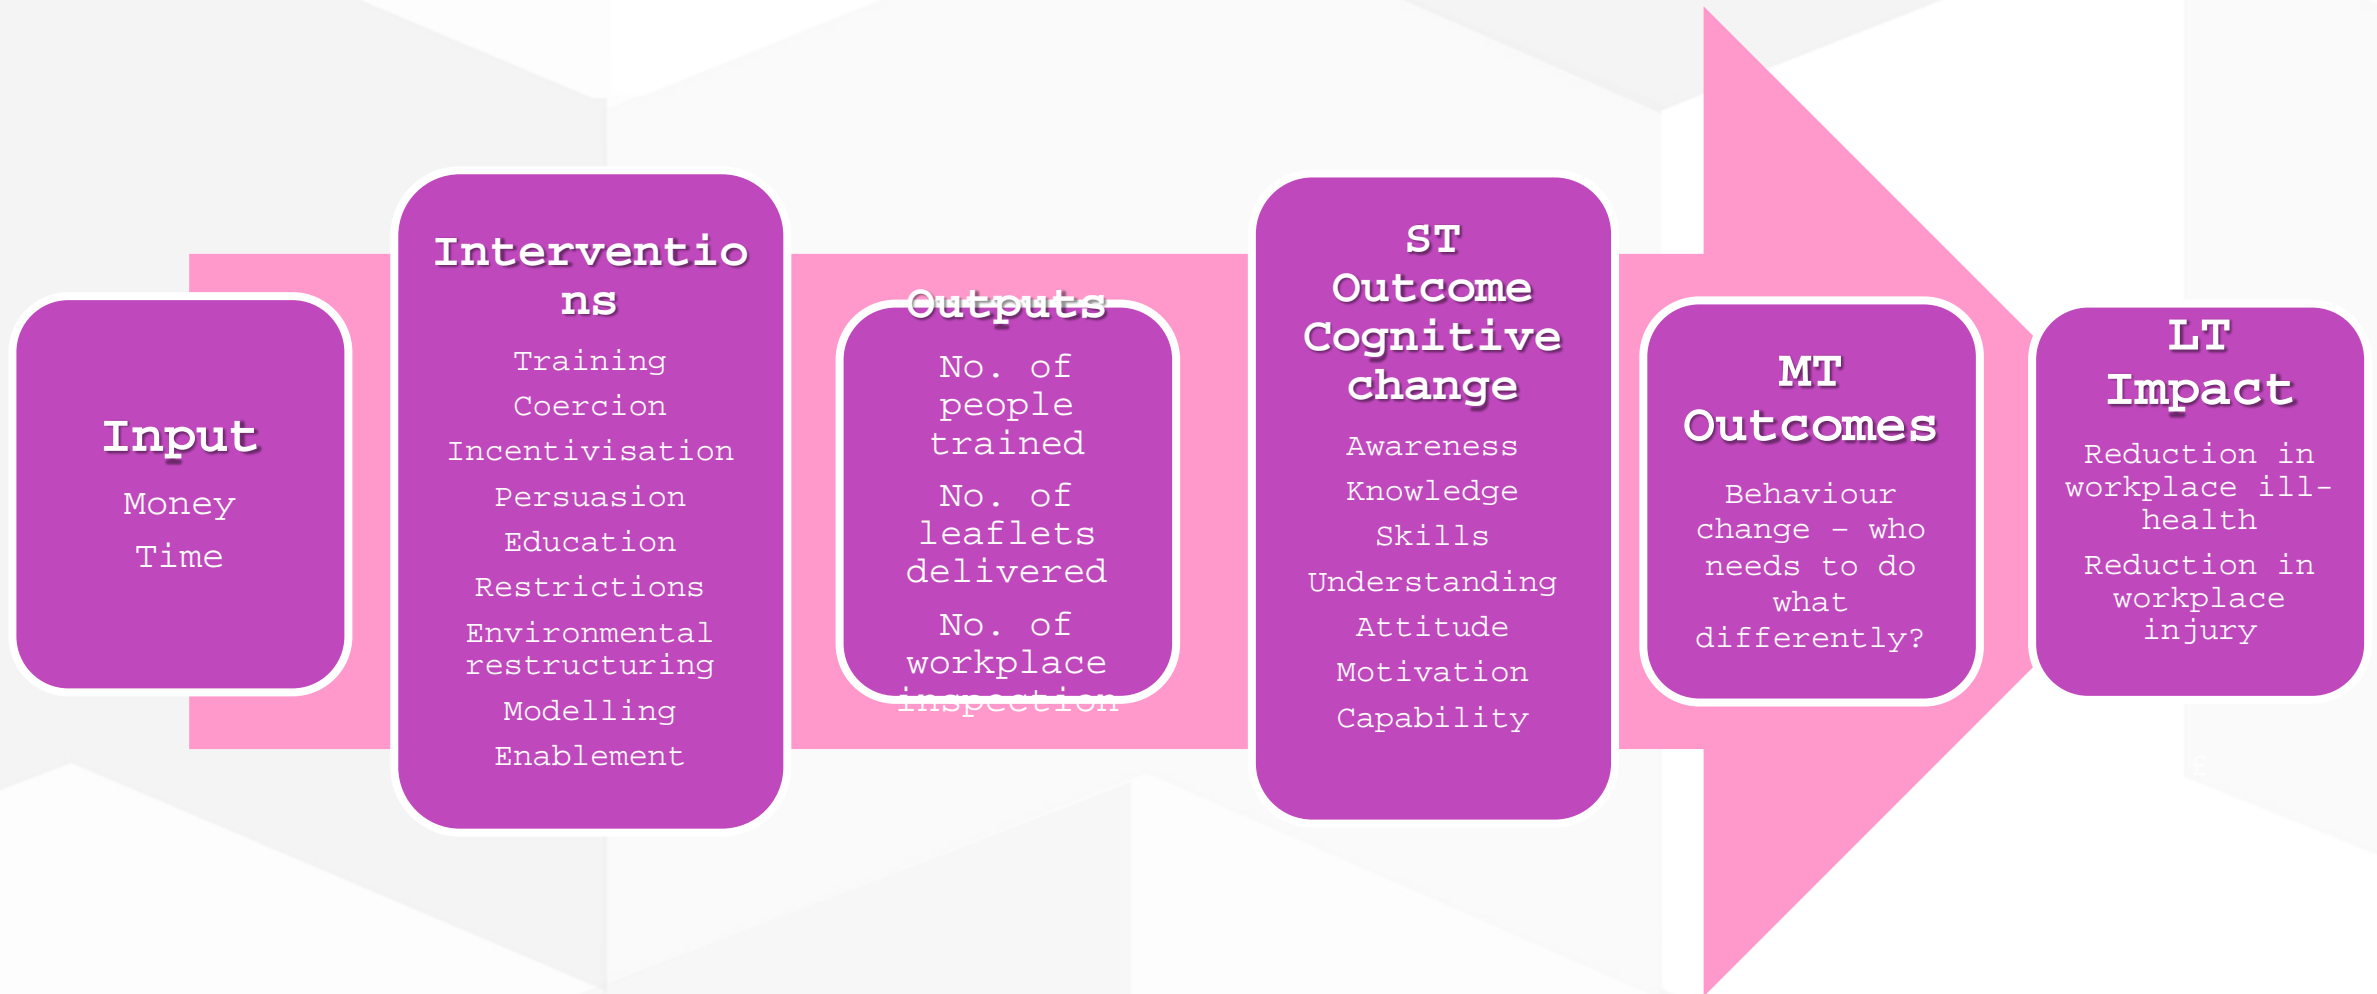 Input
Money
Time
Interventio
ns
Training
Coercion
Incentivisation
Persuasion
Education
Restrictions
Environmental
restructuring
Modelling
Enablement
Outputs
No. of
people
trained
No. of
leaflets
delivered
No. of
workplace
inspection
ST
Outcome
Cognitive
change
Awareness
Knowledge
Skills
Understanding
Attitude
Motivation
Capability
MT
Outcomes
Behaviour
change – who
needs to do
what
differently?
LT
Impact
Reduction in
workplace ill-
health
Reduction in
workplace
injury